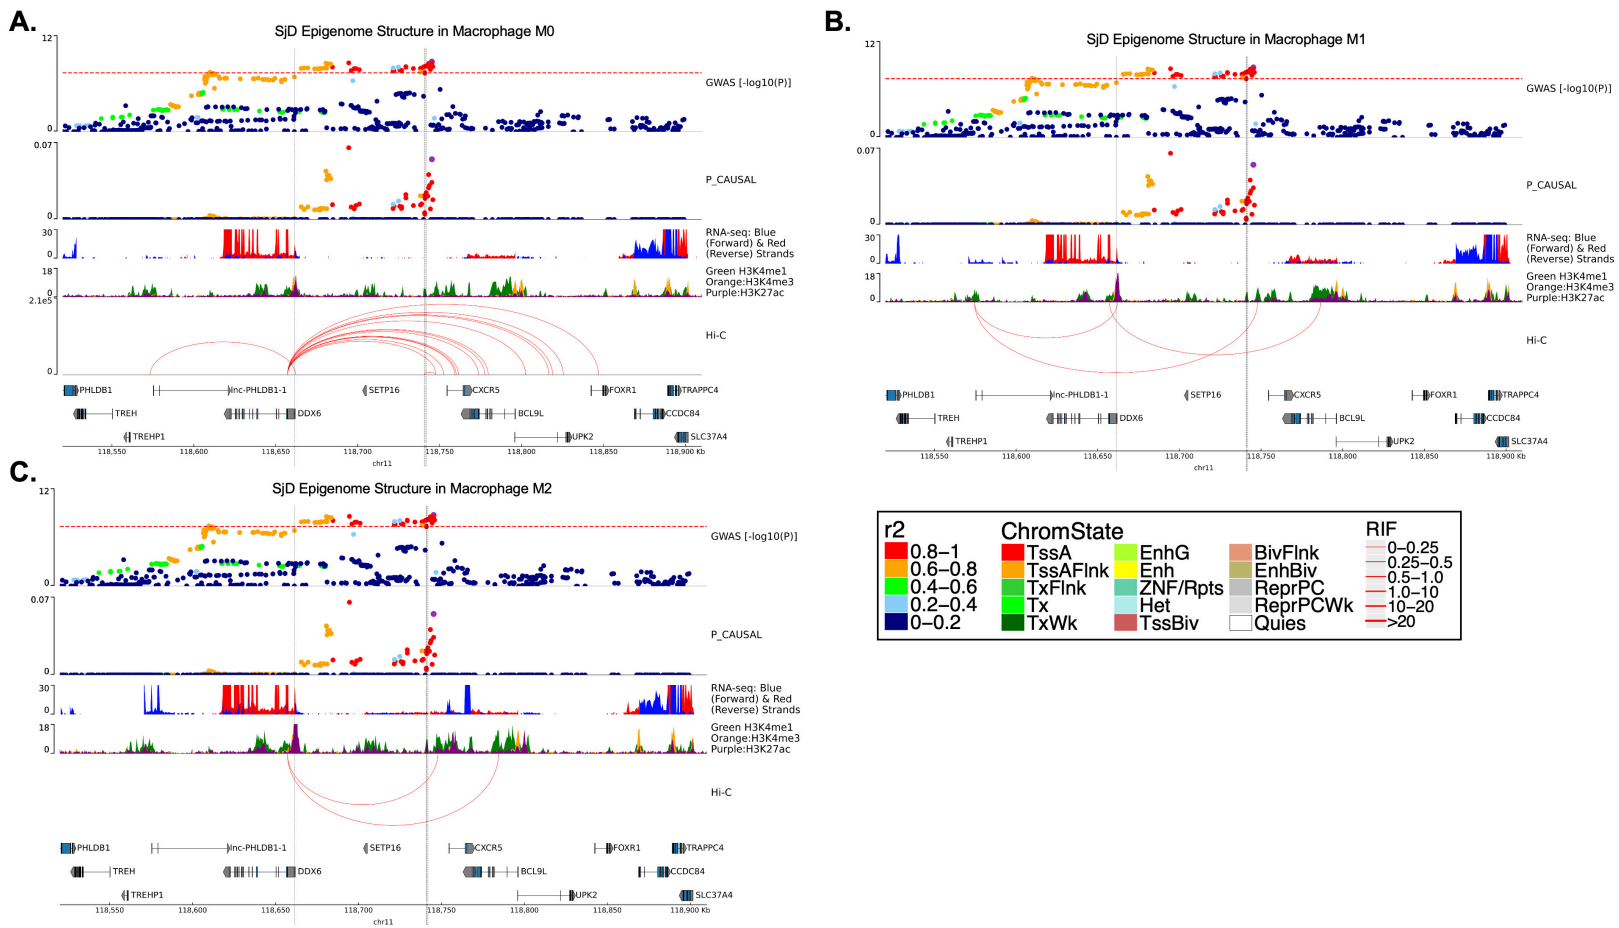 A.
SjD Epigenome Structure in Macrophage M0
12
GWAS [-log10(P)]
0
0.07
P_CAUSAL
0
30
RNA-seq: Blue
(Forward) & Red
(Reverse) Strands
0
18
Green H3K4me1
Orange:H3K4me3
Purple:H3K27ac
0
2.1e5
Hi-C
0
PHLDB1
lnc-PHLDB1-1
SETP16
CXCR5
FOXR1
TRAPPC4
TREH
DDX6
BCL9L
CCDC84
TREHP1
UPK2
SLC37A4
118,550
118,600
118,650
118,700
118,750
118,800
118,850
118,900 Kb
chr11
B.
SjD Epigenome Structure in Macrophage M1
12
GWAS [-log10(P)]
0
0.07
P_CAUSAL
0
30
RNA-seq: Blue
(Forward) & Red
(Reverse) Strands
0
18
Green H3K4me1
Orange:H3K4me3
Purple:H3K27ac
0
Hi-C
PHLDB1
lnc-PHLDB1-1
SETP16
CXCR5
FOXR1
TRAPPC4
TREH
DDX6
BCL9L
CCDC84
TREHP1
UPK2
SLC37A4
118,550
118,600
118,650
118,700
118,750
118,800
118,850
118,900 Kb
chr11
C.
SjD Epigenome Structure in Macrophage M2
12
GWAS [-log10(P)]
0
0.07
P_CAUSAL
0
30
RNA-seq: Blue
(Forward) & Red
(Reverse) Strands
0
18
Green H3K4me1
Orange:H3K4me3
Purple:H3K27ac
0
Hi-C
PHLDB1
lnc-PHLDB1-1
SETP16
CXCR5
FOXR1
TRAPPC4
TREH
DDX6
BCL9L
CCDC84
TREHP1
UPK2
SLC37A4
118,550
118,600
118,650
118,700
118,750
118,800
118,850
118,900 Kb
chr11
r2
0.8–1
0.6–0.8
0.4–0.6
0.2–0.4
0–0.2
ChromState
TssA
TssAFlnk
TxFlnk
Tx
TxWk
EnhG
Enh
ZNF/Rpts
Het
TssBiv
BivFlnk
EnhBiv
ReprPC
ReprPCWk
Quies
RIF
0–0.25
0.25–0.5
0.5–1.0
1.0–10
10–20
>20